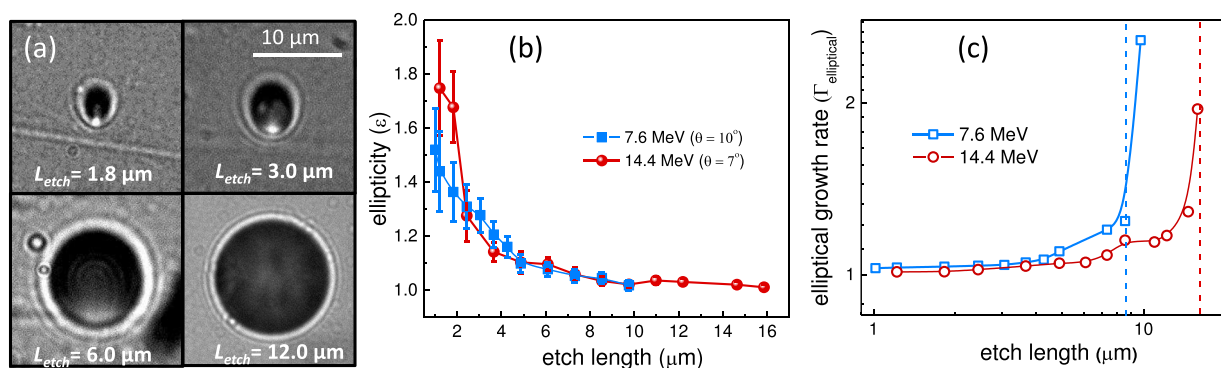 (a)
10 μm
L_etch= 1.8 μm
L_etch= 3.0 μm
L_etch= 6.0 μm
L_etch= 12.0 μm
(b)
ellipticity (ε)
2.0
1.8
1.6
1.4
1.2
1.0
7.6 MeV (θ = 10°)
14.4 MeV (θ = 7°)
2 4 6 8 10 12 14 16
etch length (μm)
(c)
elliptical growth rate (Γ_elliptical)
2
1
7.6 MeV
14.4 MeV
1 10
etch length (μm)